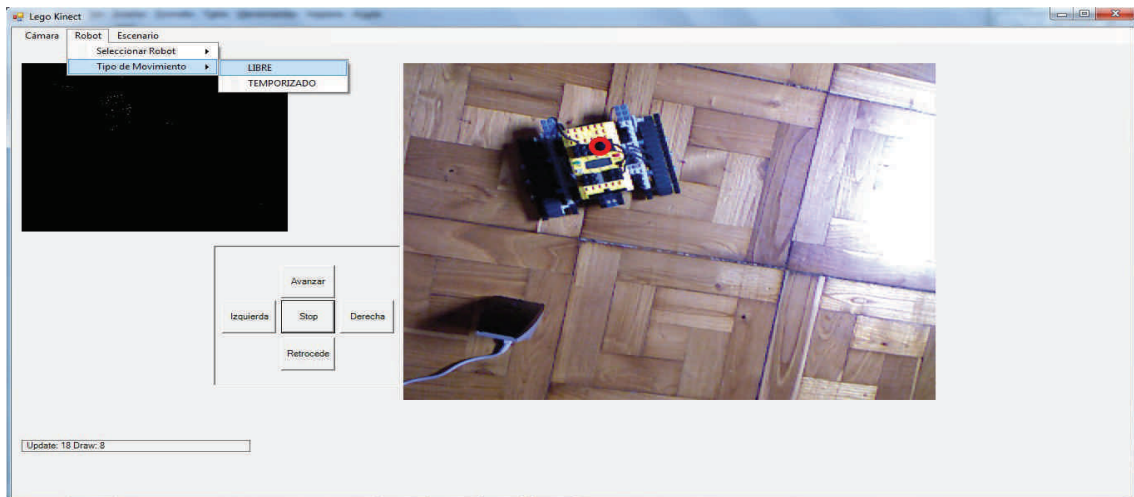 Lego Kinect
Cámara Robot Escenario
Seleccionar Robot
Tipo de Movimiento
LIBRE
TEMPORIZADO
Avanzar
Izquierda Stop Derecha
Retrocede
Update: 18 Draw: 8